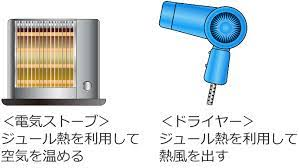 ＜電気ストーブ＞
ジュール熱を利用して
空気を温める
＜ドライヤー＞
ジュール熱を利用して
熱風を出す